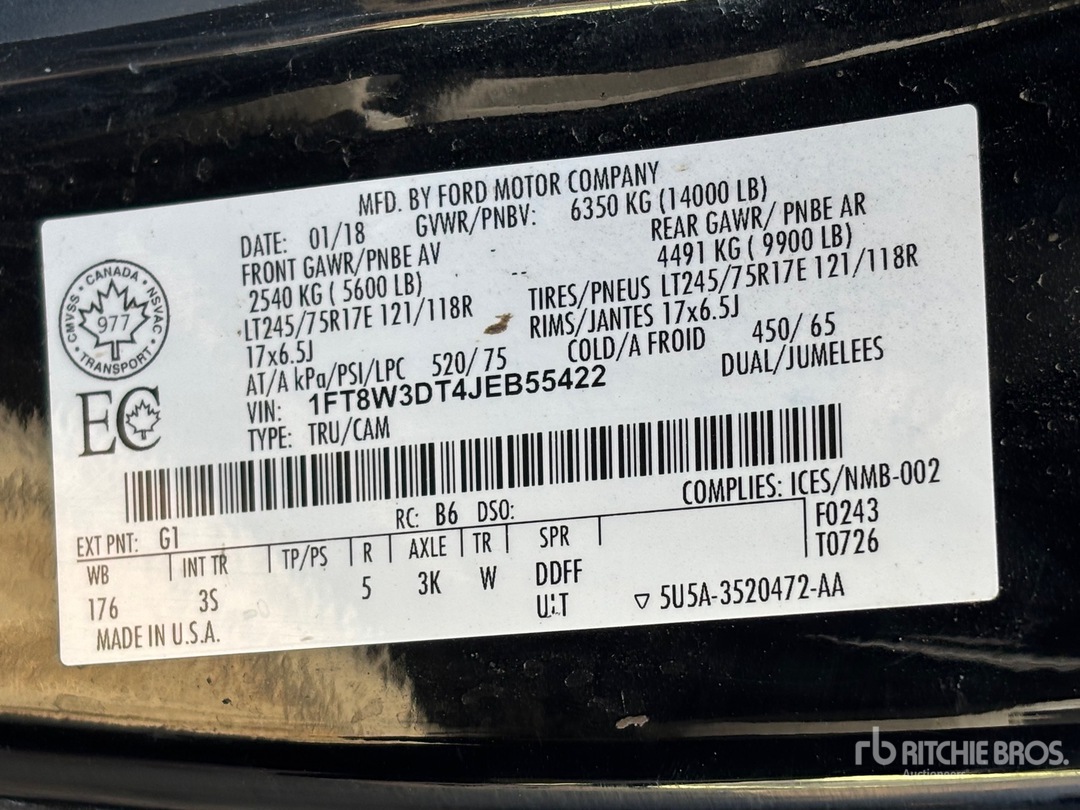 MFD. BY FORD MOTOR COMPANY
DATE: 01/18 GVWR/PNBV: 6350 KG (14000 LB)
FRONT GAWR/PNBE AV REAR GAWR/ PNBE AR
2540 KG ( 5600 LB) 4491 KG ( 9900 LB)
LT245/75R17E 121/118R TIRES/PNEUS LT245/75R17E 121/118R
17x6.5J RIMS/JANTES 17x6.5J
AT/A kPa/PSI/LPC 520/75 COLD/A FROID 450/ 65
VIN: 1FT8W3DT4JEB55422 DUAL/JUMELEES
TYPE: TRU/CAM
CMVSS · CANADA · NSVAC
977
· TRANSPORT ·
EC
COMPLIES: ICES/NMB-002
EXT PNT: G1 RC: B6 DSO: F0243
WB INT TR TP/PS R AXLE TR SPR T0726
176 3S 5 3K W DDFF
5U5A-3520472-AA
MADE IN U.S.A.
rb RITCHIE BROS.
Auctioneers